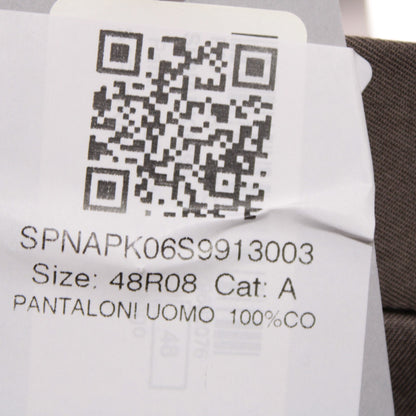 SPNAPK06S9913003
Size: 48R08 Cat: A
PANTALONI UOMO 100%CO